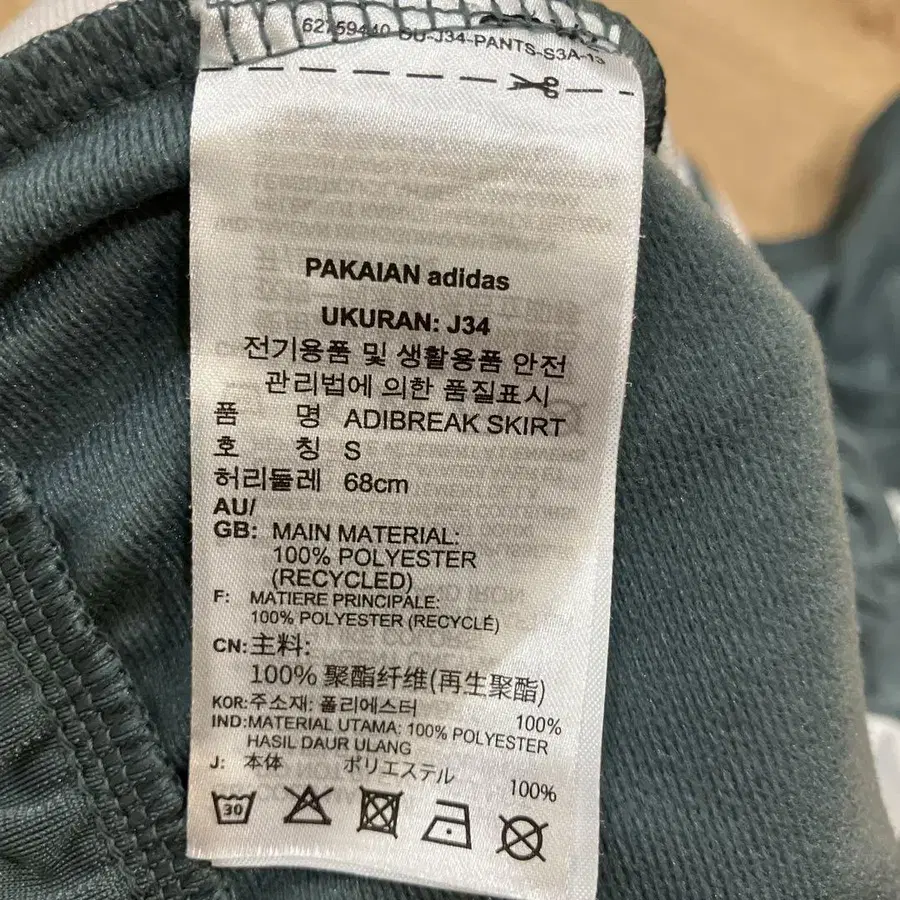 62759440-DU-J34-PANTS-S3A-13
PAKAIAN adidas
UKURAN: J34
전기용품 및 생활용품 안전
관리법에 의한 품질표시
품 명 ADIBREAK SKIRT
호 칭 S
허리둘레 68cm
AU/
GB: MAIN MATERIAL:
100% POLYESTER
(RECYCLED)
F: MATIERE PRINCIPALE:
100% POLYESTER (RECYCLÉ)
CN:主料:
100% 聚酯纤维(再生聚酯)
KOR:주소재: 폴리에스터 100%
IND:MATERIAL UTAMA: 100% POLYESTER
HASIL DAUR ULANG
J: 本体 ポリエステル 100%
30